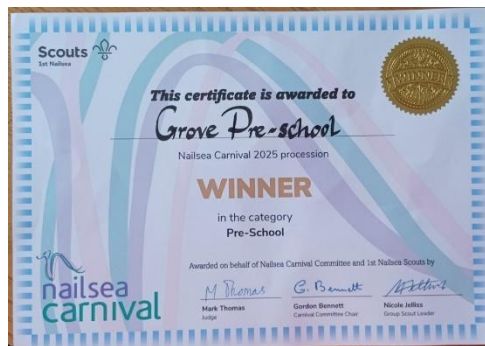 Scouts
1st Nailsea
WINNER
This certificate is awarded to
Grove Pre-school
Nailsea Carnival 2025 procession
WINNER
in the category
Pre-School
Awarded on behalf of Nailsea Carnival Committee and 1st Nailsea Scouts by
M Thomas G. Bennett
Mark Thomas Gordon Bennett Nicole Jelliss
Judge Carnival Committee Chair Group Scout Leader
nailsea
carnival